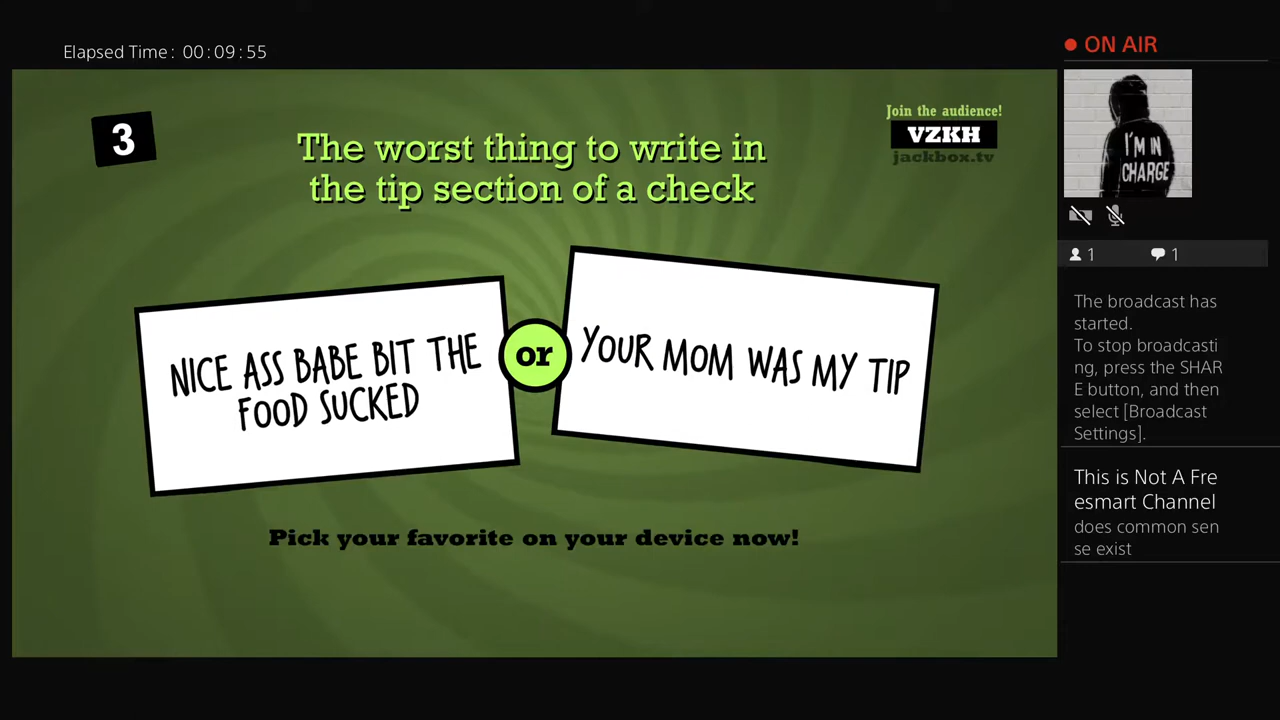 Elapsed Time: 00:09:55
ON AIR
3
The worst thing to write in
the tip section of a check
Join the audience!
VZKH
jackbox.tv
I'M IN
CHARGE
1
1
NICE ASS BABE BIT THE
FOOD SUCKED
or
YOUR MOM WAS MY TIP
Pick your favorite on your device now!
The broadcast has
started.
To stop broadcasti
ng, press the SHAR
E button, and then
select [Broadcast
Settings].
This is Not A Fre
esmart Channel
does common sen
se exist